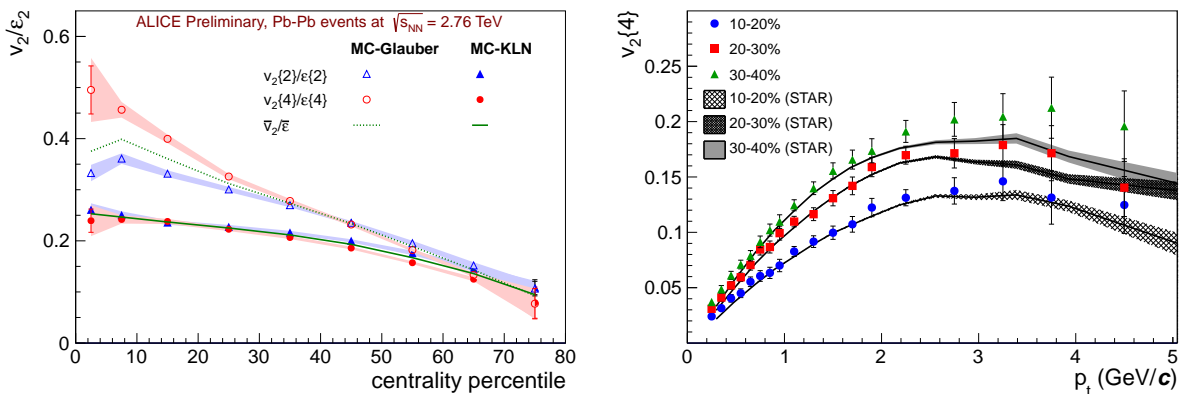 ALICE Preliminary, Pb-Pb events at √sNN = 2.76 TeV
MC-Glauber MC-KLN
v2{2}/ε{2}
v2{4}/ε{4}
v̅2/ε̅
v2/ε2
0.6
0.4
0.2
0
0 10 20 30 40 50 60 70 80
centrality percentile
v2{4}
0.25
0.2
0.15
0.1
0.05
10-20%
20-30%
30-40%
10-20% (STAR)
20-30% (STAR)
30-40% (STAR)
0 1 2 3 4 5
pt (GeV/c)